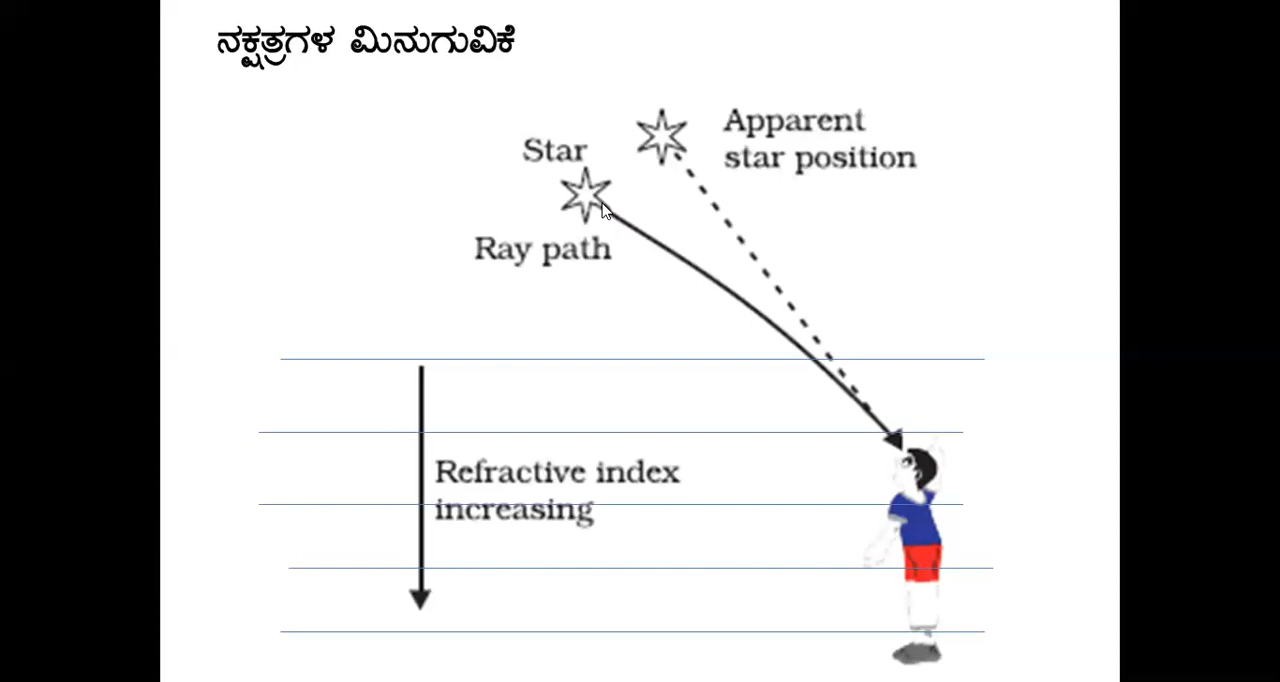 ನಕ್ಷತ್ರಗಳ ಮಿನುಗುವಿಕೆ
Apparent
star position
Star
Ray path
Refractive index
increasing